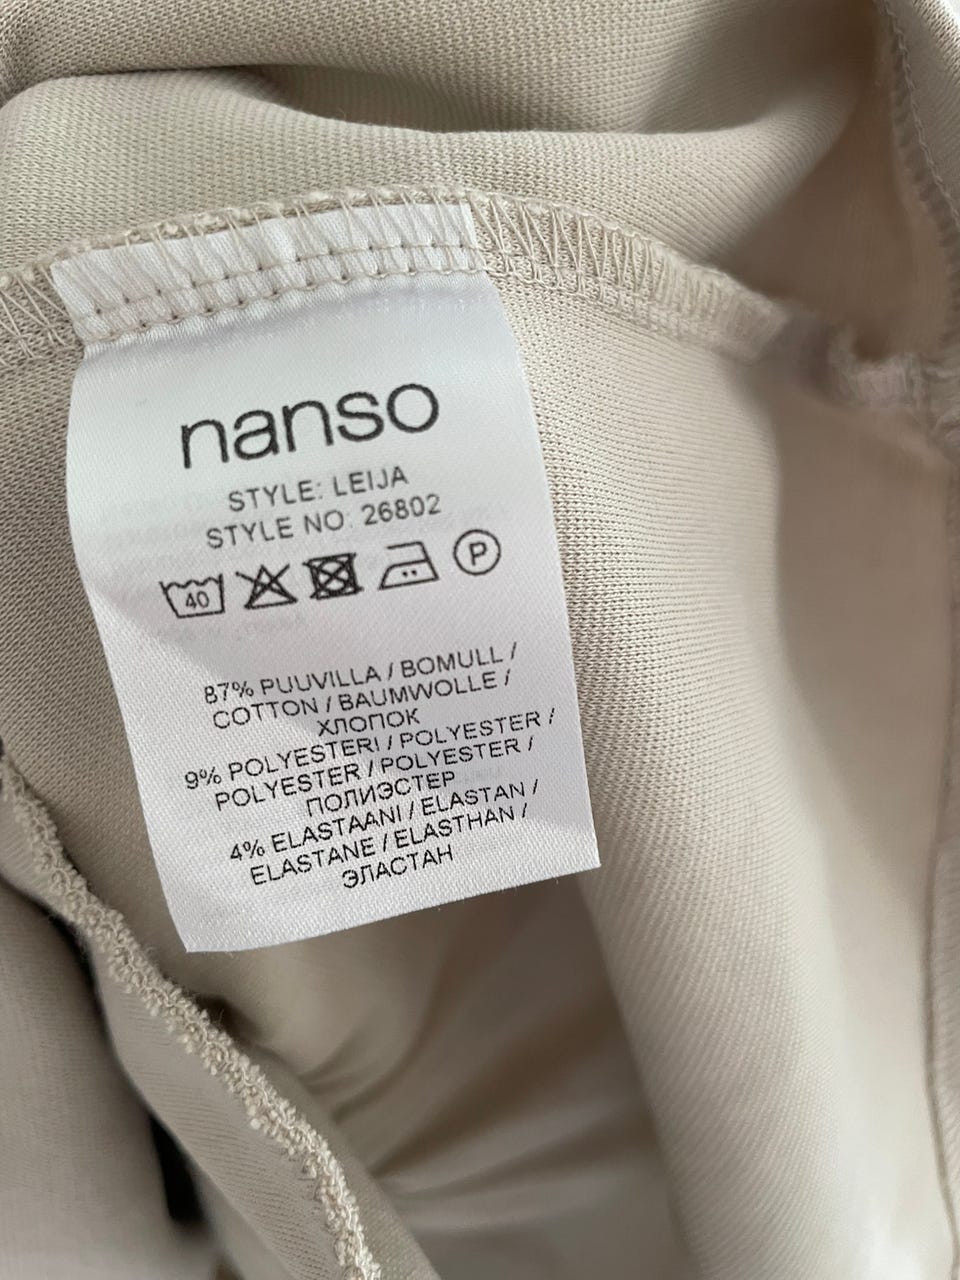 nanso
STYLE: LEIJA
STYLE NO: 26802
40 P
87% PUUVILLA / BOMULL /
COTTON / BAUMWOLLE /
ХЛОПОК
9% POLYESTERI / POLYESTER /
POLYESTER / POLYESTER /
ПОЛИЭСТЕР
4% ELASTAANI / ELASTAN /
ELASTANE / ELASTHAN /
ЭЛАСТАН